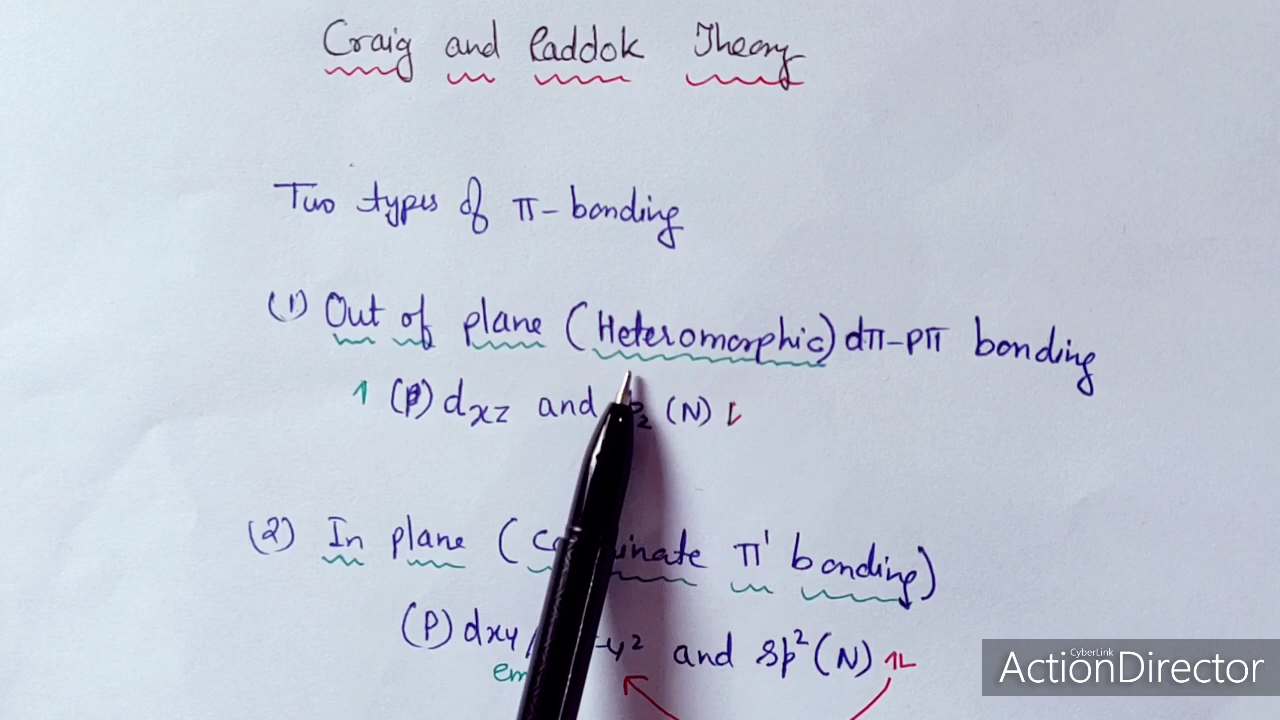 Craig and Paddok Theory
Two types of π-bonding
(1) Out of plane (Heteromorphic) dπ-pπ bonding
↿ (P) dxz and (N) ⇂
(2) In plane ( π' bonding)
(P) dxy and sp² (N) ↿⇂
CyberLink
ActionDirector